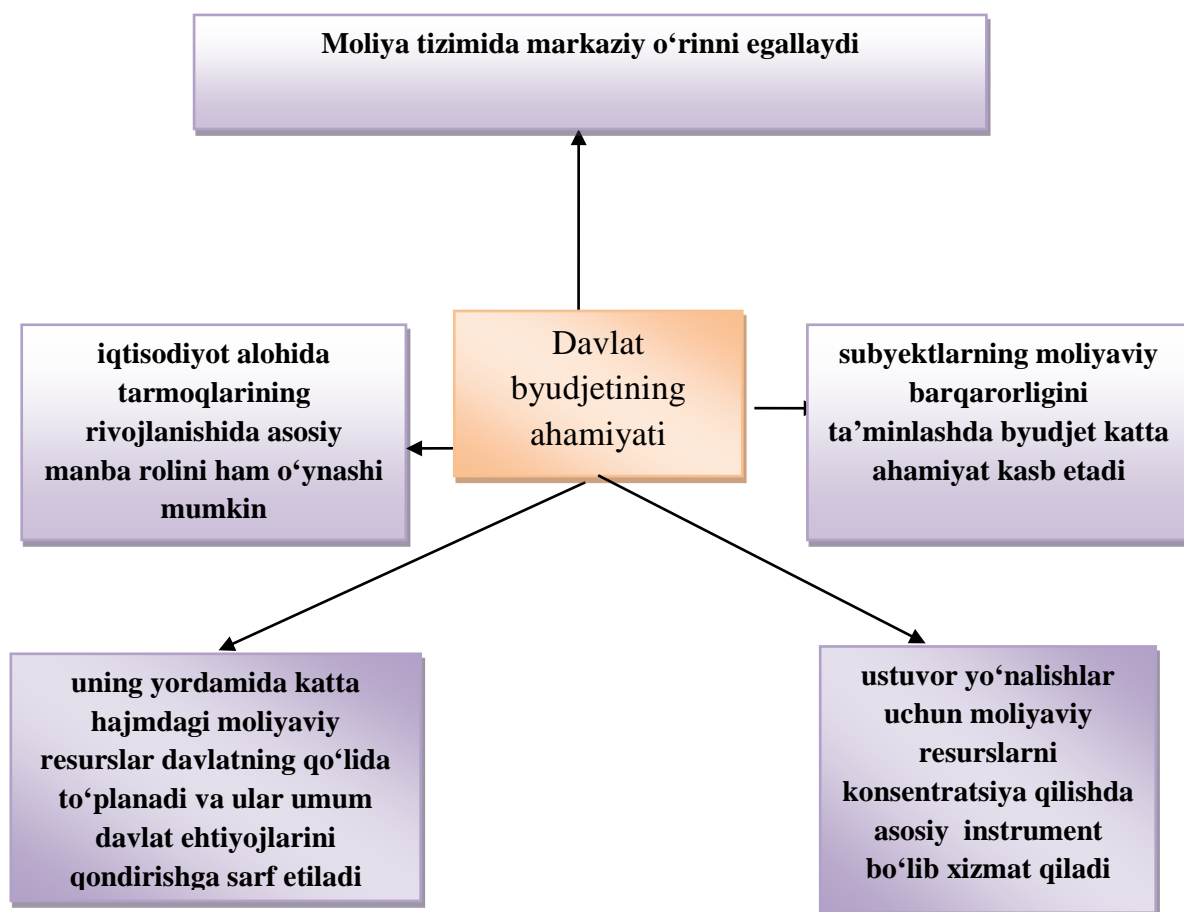 Moliya tizimida markaziy o‘rinni egallaydi
iqtisodiyot alohida
tarmoqlarining
rivojlanishida asosiy
manba rolini ham o‘ynashi
mumkin
Davlat
byudjetining
ahamiyati
subyektlarning moliyaviy
barqarorligini
ta’minlashda byudjet katta
ahamiyat kasb etadi
uning yordamida katta
hajmdagi moliyaviy
resurslar davlatning qo‘lida
to‘planadi va ular umum
davlat ehtiyojlarini
qondirishga sarf etiladi
ustuvor yo‘nalishlar
uchun moliyaviy
resurslarni
konsentratsiya qilishda
asosiy instrument
bo‘lib xizmat qiladi